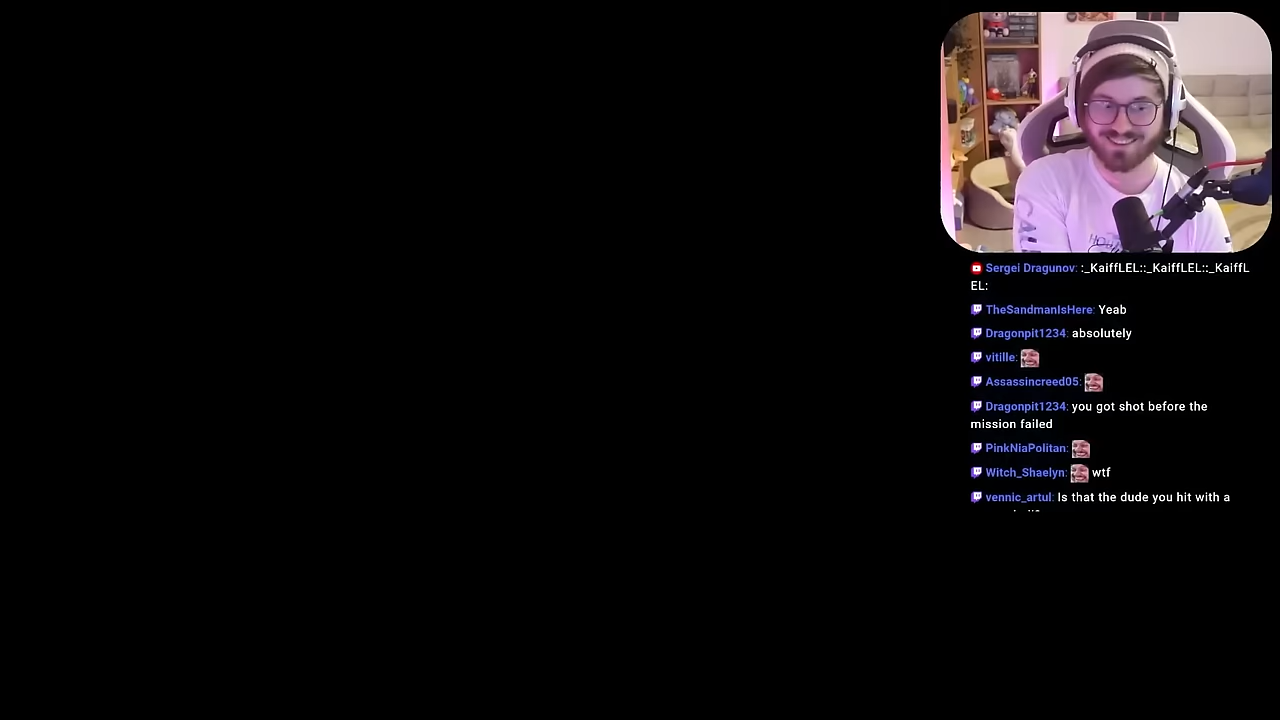 Sergei Dragunov: :_KaiffLEL::_KaiffLEL::_KaiffL
EL:
TheSandmanIsHere: Yeab
Dragonpit1234: absolutely
vitille:
Assassincreed05:
Dragonpit1234: you got shot before the
mission failed
PinkNiaPolitan:
Witch_Shaelyn: wtf
vennic_artul: Is that the dude you hit with a